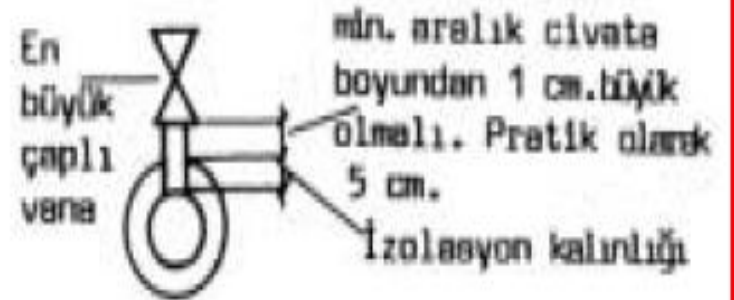 En
büyük
çaplı
vana
min. aralık civata
boyundan 1 cm.büyük
olmalı. Pratik olarak
5 cm.
İzolasyon kalınlığı